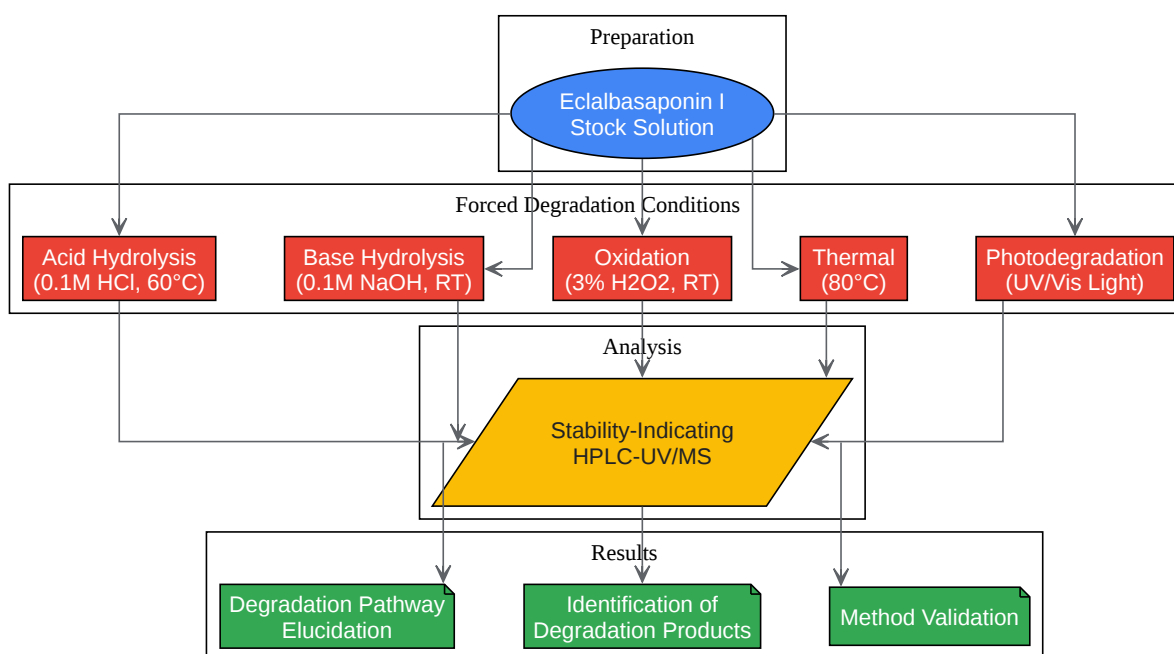 Preparation
Eclalbasaponin I
Stock Solution
Forced Degradation Conditions
Acid Hydrolysis
(0.1M HCl, 60°C)
Base Hydrolysis
(0.1M NaOH, RT)
Oxidation
(3% H2O2, RT)
Thermal
(80°C)
Photodegradation
(UV/Vis Light)
Analysis
Stability-Indicating
HPLC-UV/MS
Results
Degradation Pathway
Elucidation
Identification of
Degradation Products
Method Validation